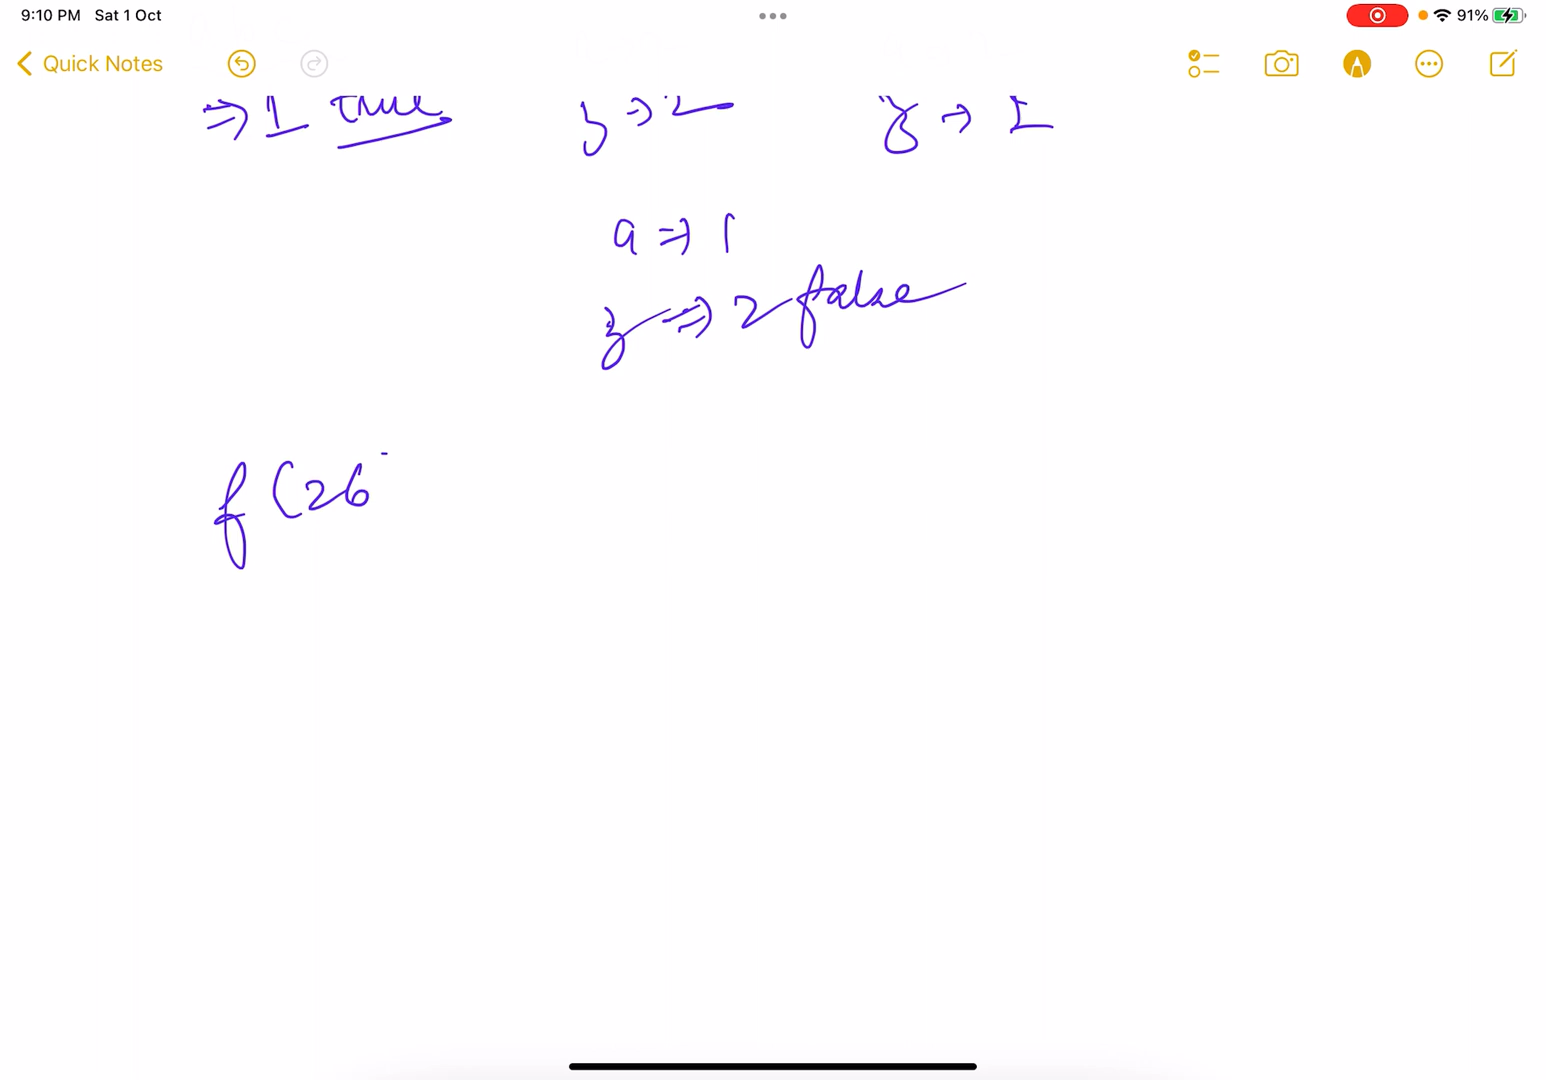 9:10 PM Sat 1 Oct 91%
Quick Notes
⇒ 1 true z ⇒ 2 z → 1
a ⇒ 1
z ⇒ 2 false
f (26